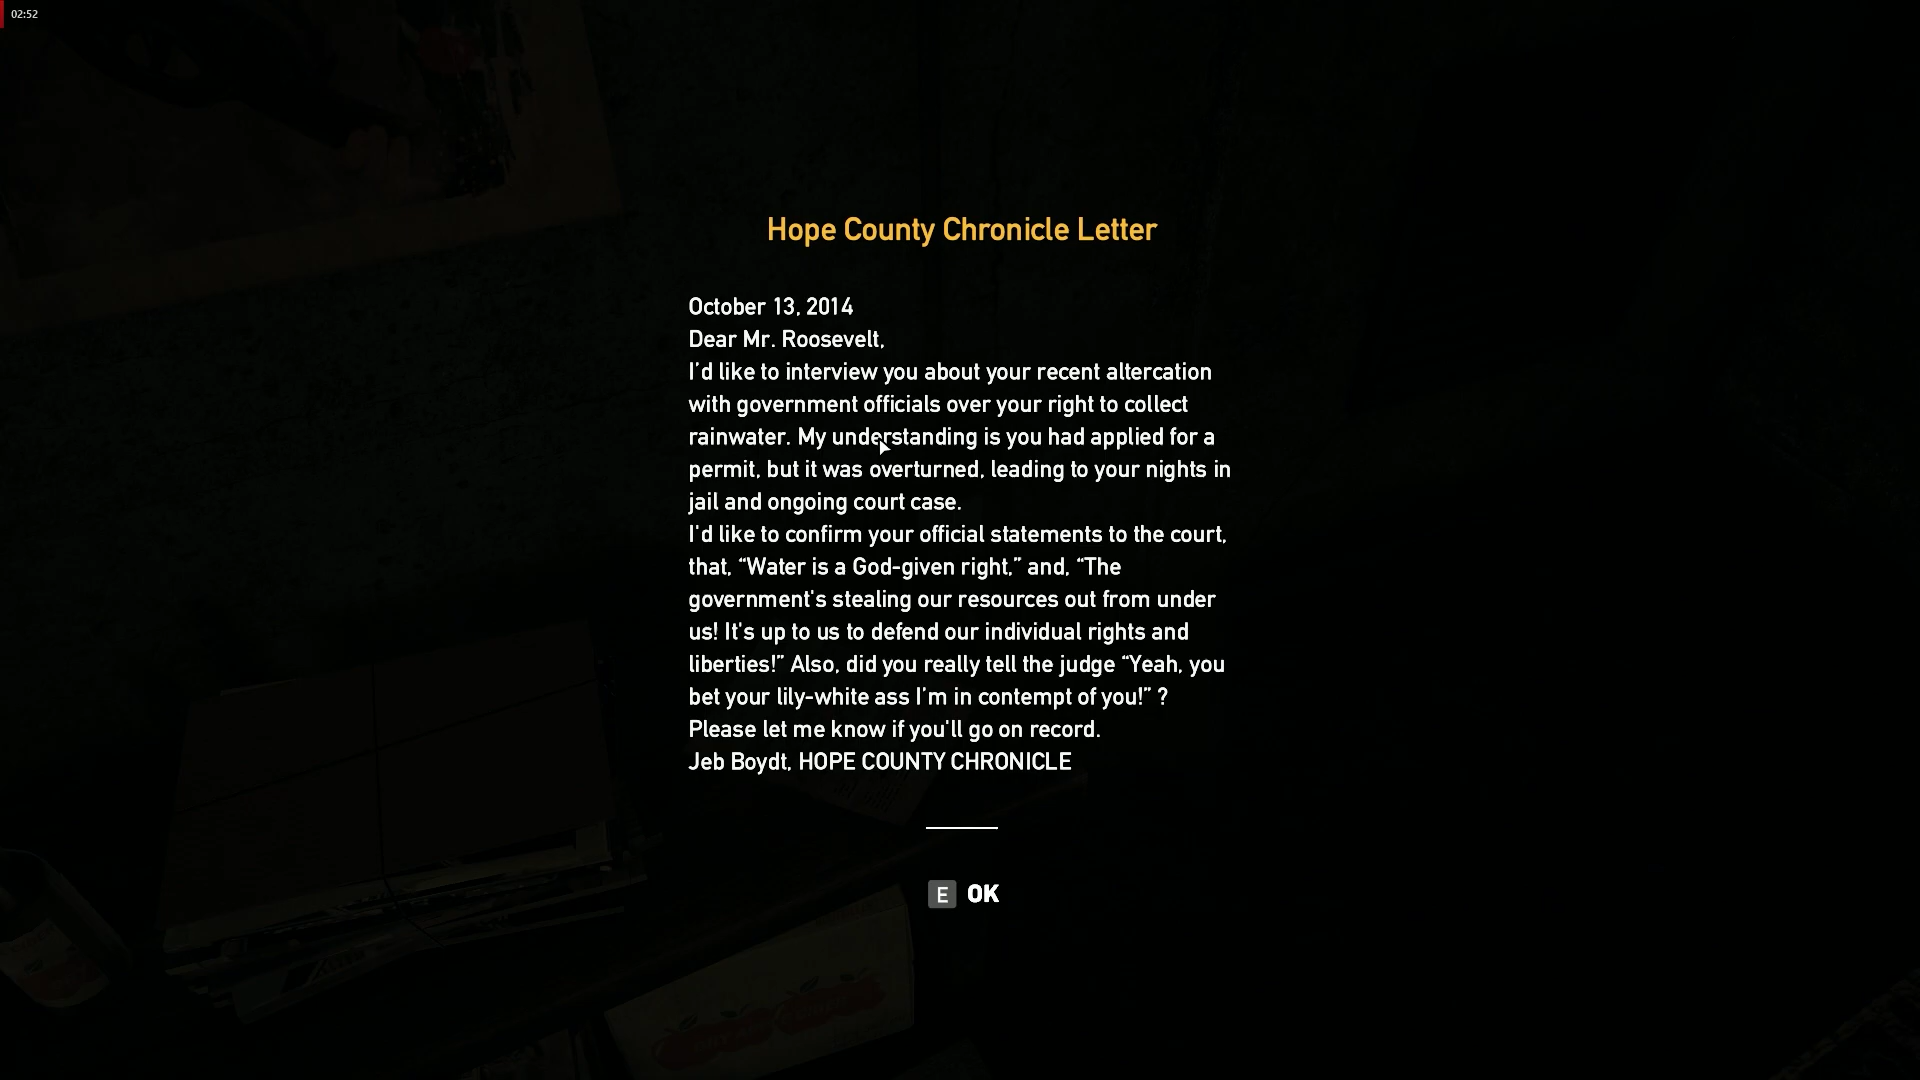 02:52
Hope County Chronicle Letter
October 13, 2014
Dear Mr. Roosevelt,
I'd like to interview you about your recent altercation
with government officials over your right to collect
rainwater. My understanding is you had applied for a
permit, but it was overturned, leading to your nights in
jail and ongoing court case.
I'd like to confirm your official statements to the court,
that, “Water is a God-given right,” and, “The
government's stealing our resources out from under
us! It's up to us to defend our individual rights and
liberties!” Also, did you really tell the judge “Yeah, you
bet your lily-white ass I'm in contempt of you!” ?
Please let me know if you'll go on record.
Jeb Boydt, HOPE COUNTY CHRONICLE
E OK